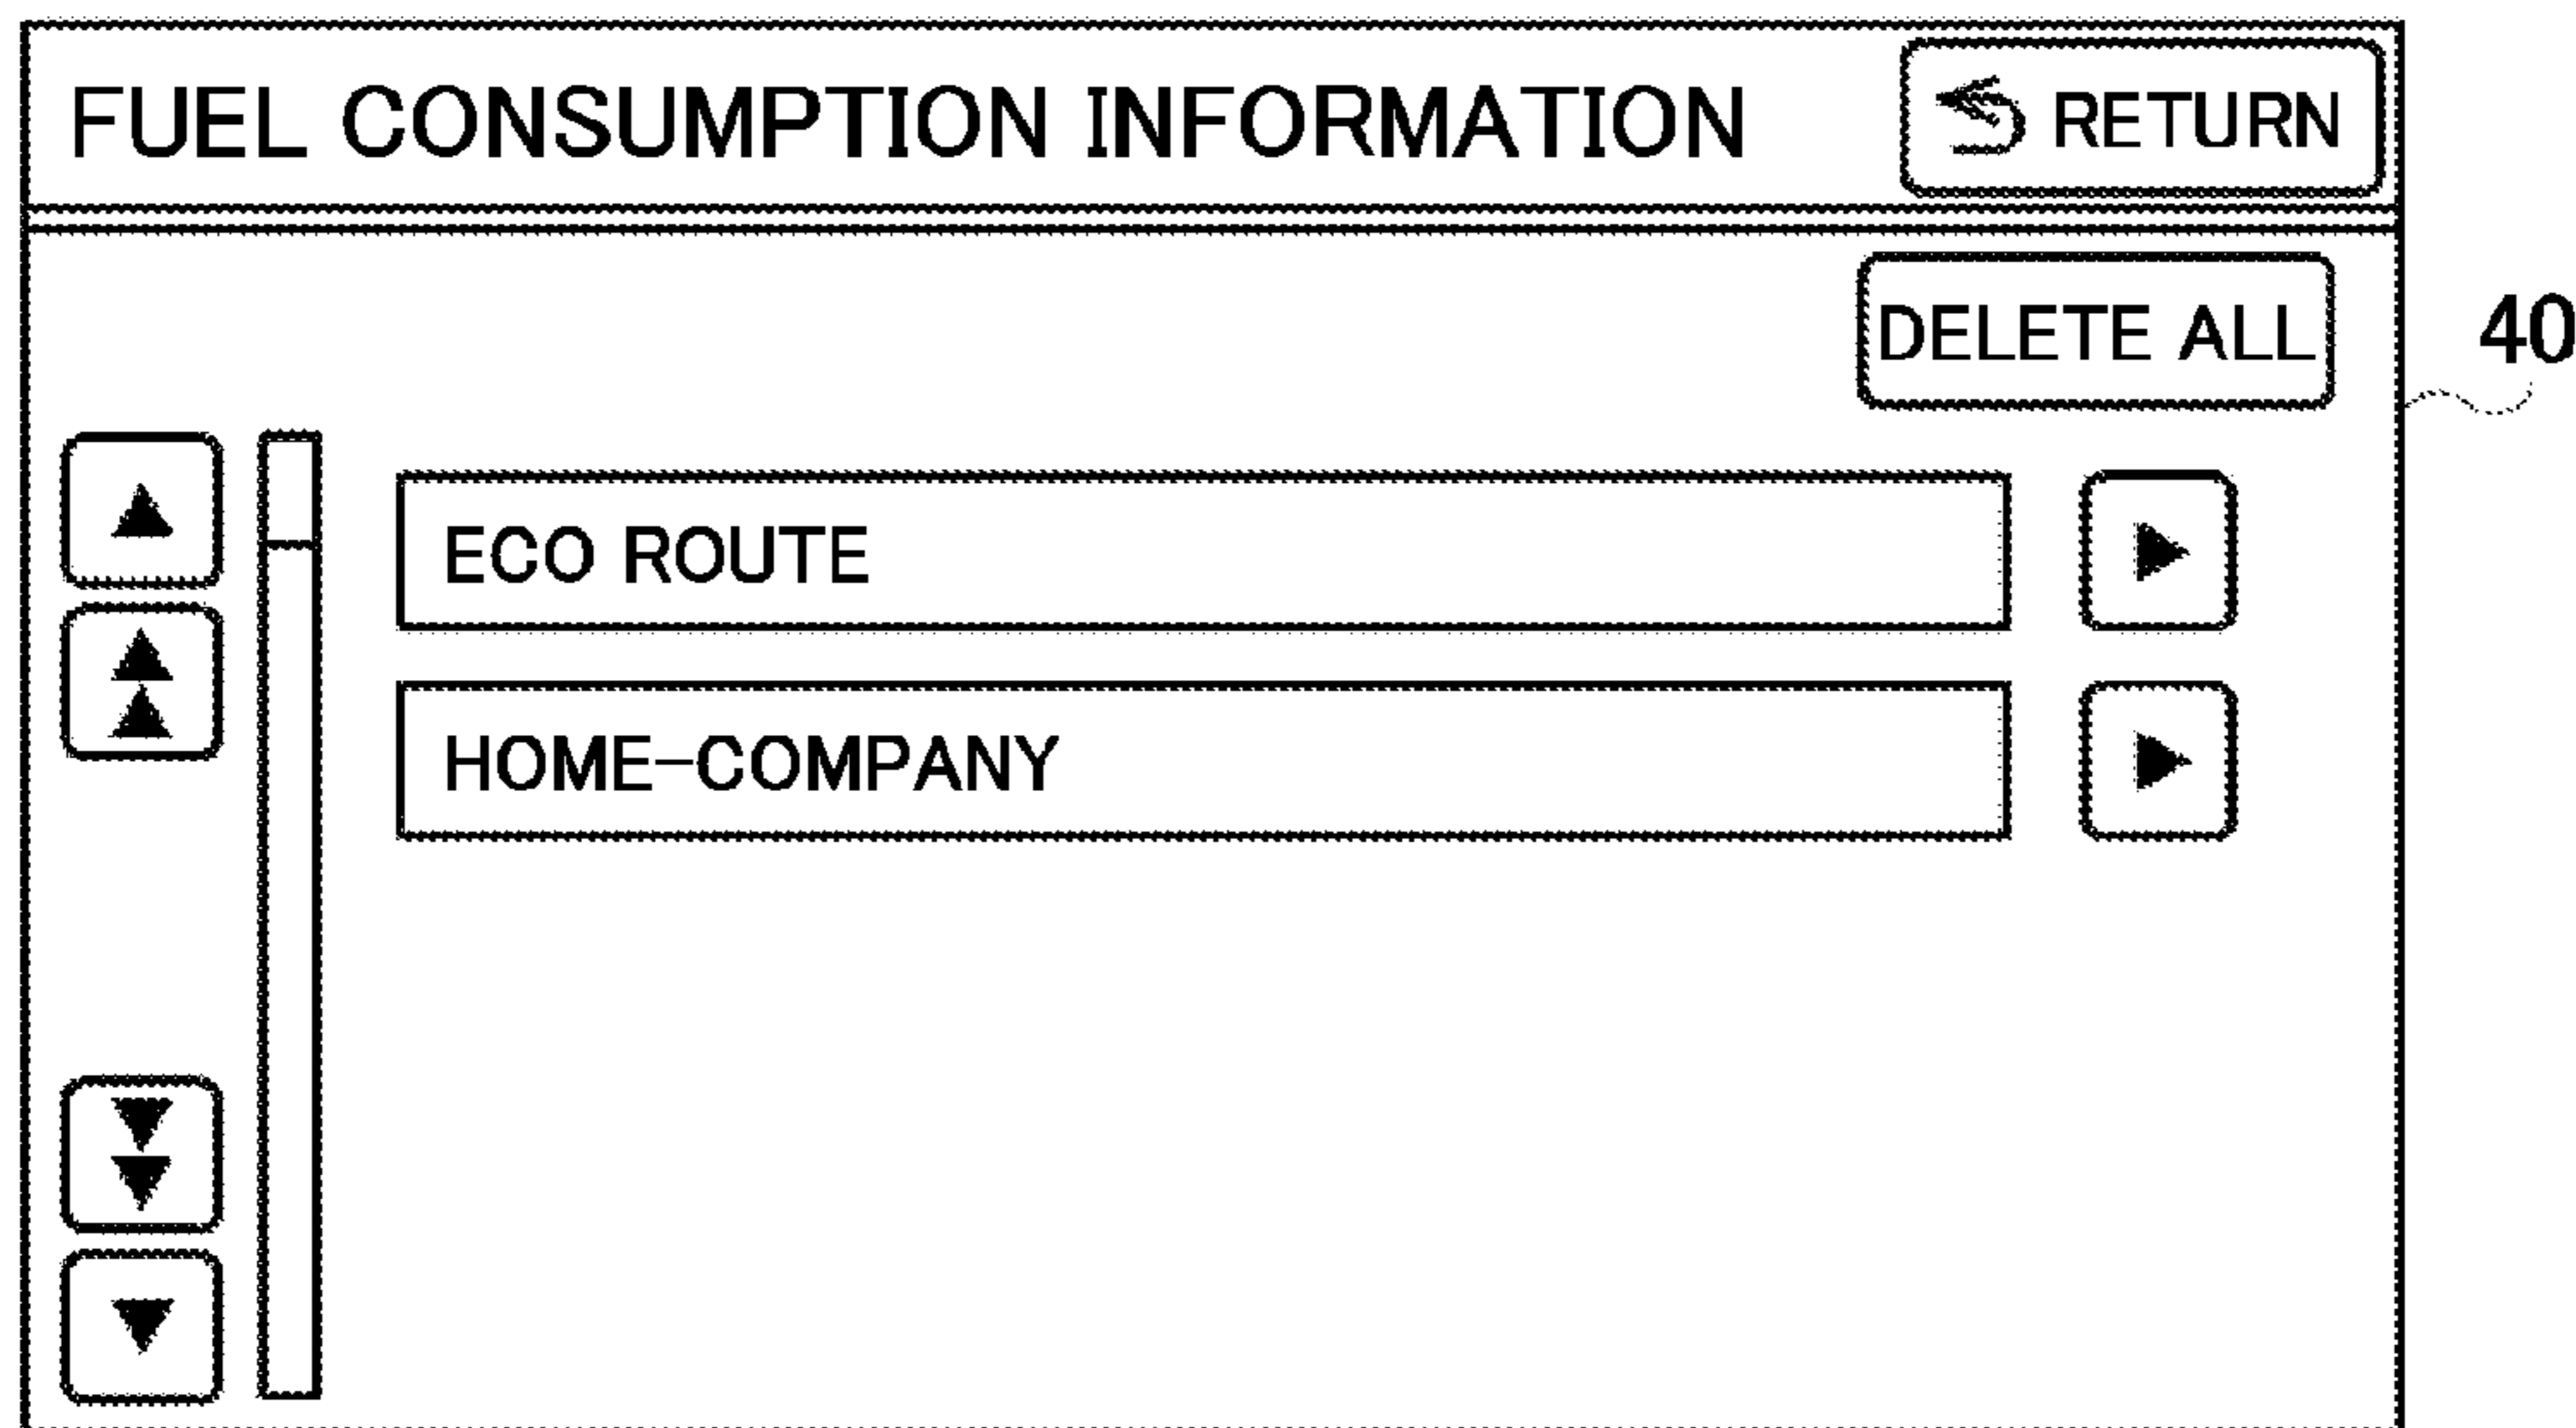 FUEL CONSUMPTION INFORMATION
RETURN
DELETE ALL
40
ECO ROUTE
HOME-COMPANY